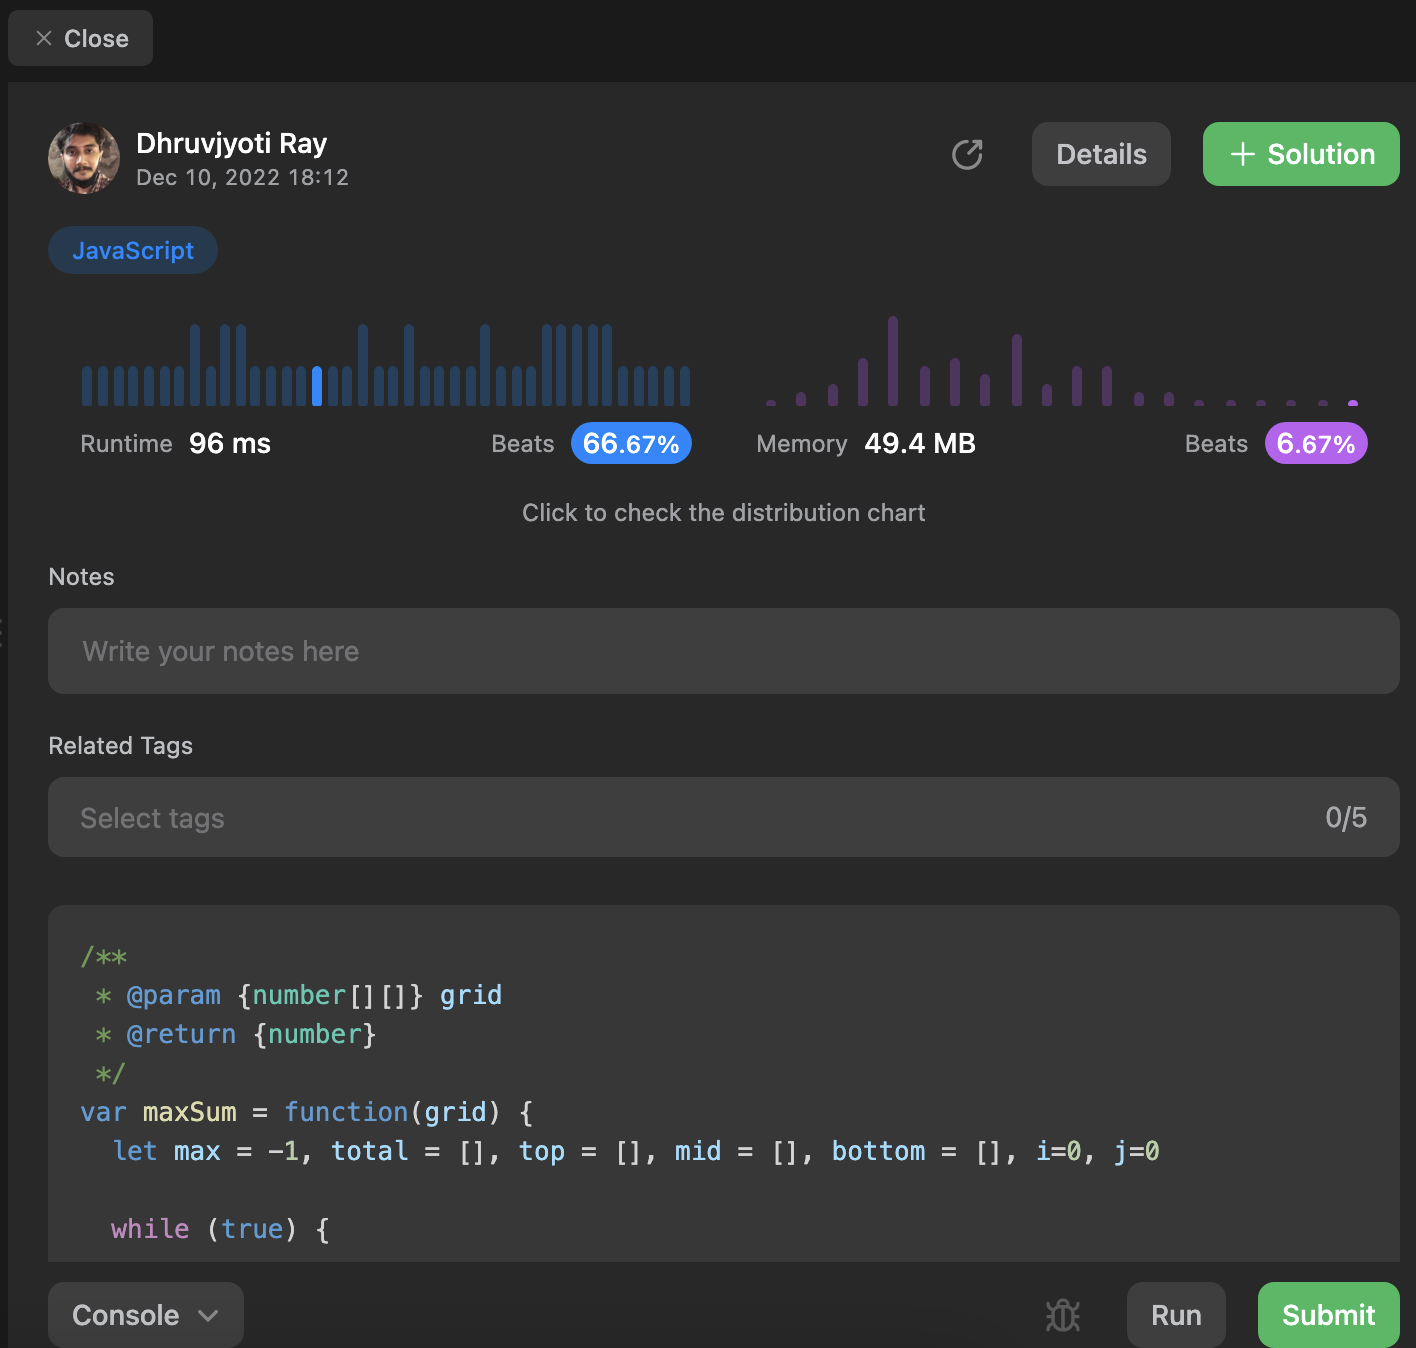 Close
Dhruvjyoti Ray
Dec 10, 2022 18:12
Details
+ Solution
JavaScript
Runtime 96 ms Beats 66.67%
Memory 49.4 MB Beats 6.67%
Click to check the distribution chart
Notes
Write your notes here
Related Tags
Select tags 0/5
/**
 * @param {number[][]} grid
 * @return {number}
 */
var maxSum = function(grid) {
  let max = -1, total = [], top = [], mid = [], bottom = [], i=0, j=0
  while (true) {
Console
Run
Submit